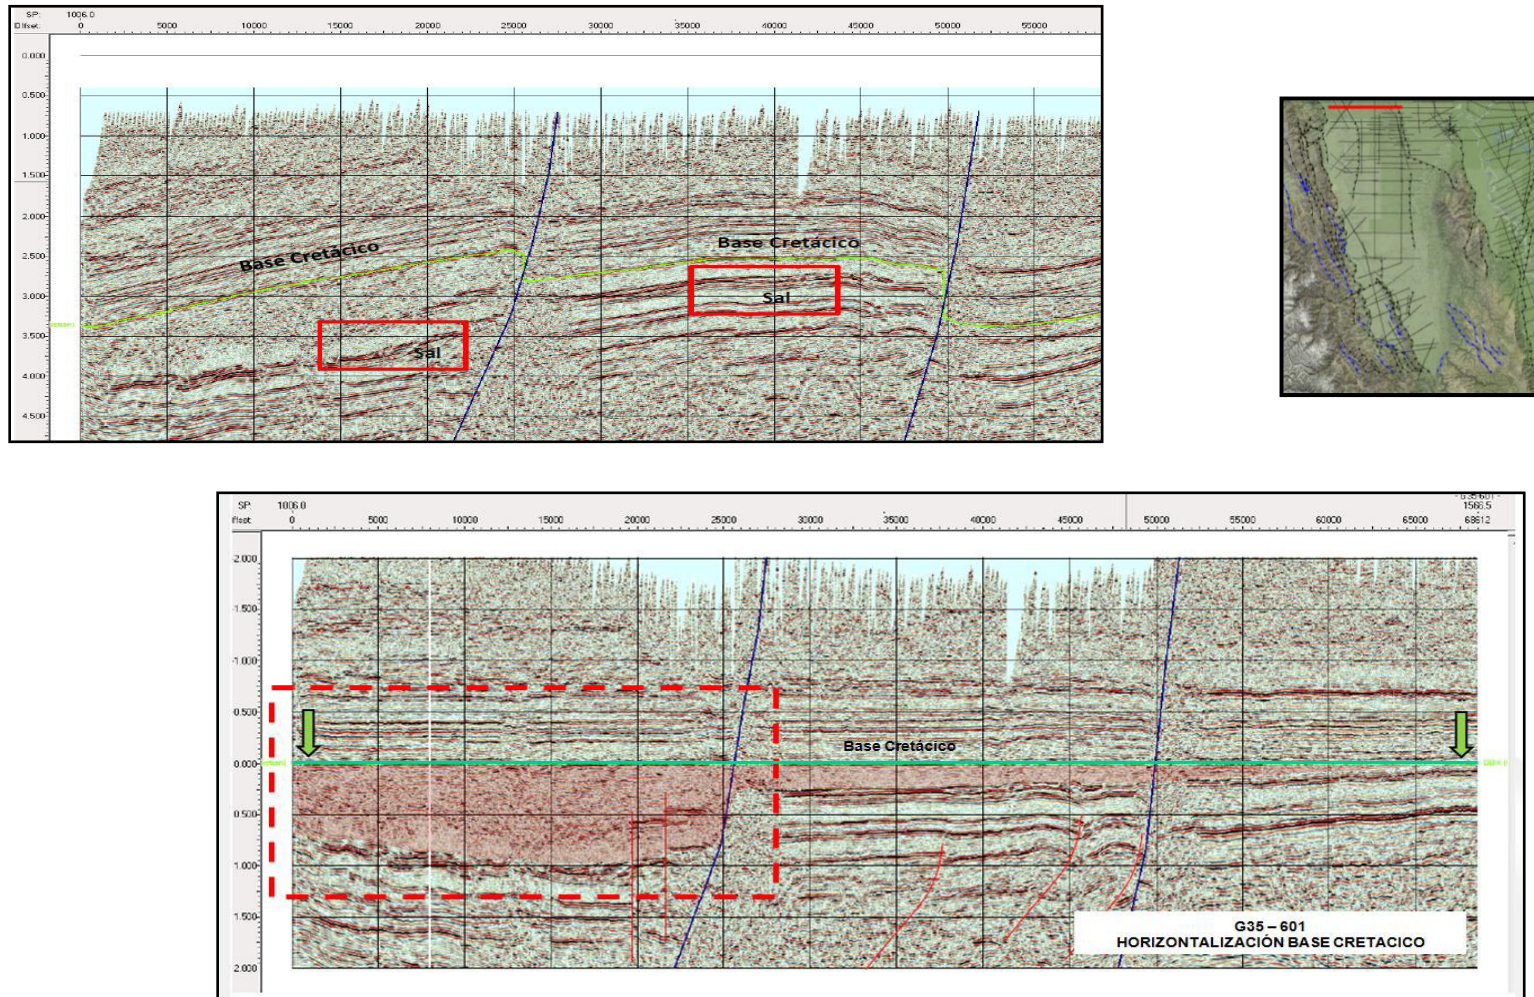 SP: 1006.0
Offset: 0 5000 10000 15000 20000 25000 30000 35000 40000 45000 50000 55000
0.000
0.500
1.000
1.500
2.000
2.500
3.000
3.500
4.000
4.500
Base Cretácico
Base Cretácico
Sal
Sal
SP 1006.0
1566.5
ffset 0 5000 10000 15000 20000 25000 30000 35000 40000 45000 50000 55000 60000 65000 68612
-2.000
-1.500
-1.000
0.500
0.000
0.500
1.000
1.500
2.000
Base Cretácico
G35 – 601
HORIZONTALIZACIÓN BASE CRETACICO